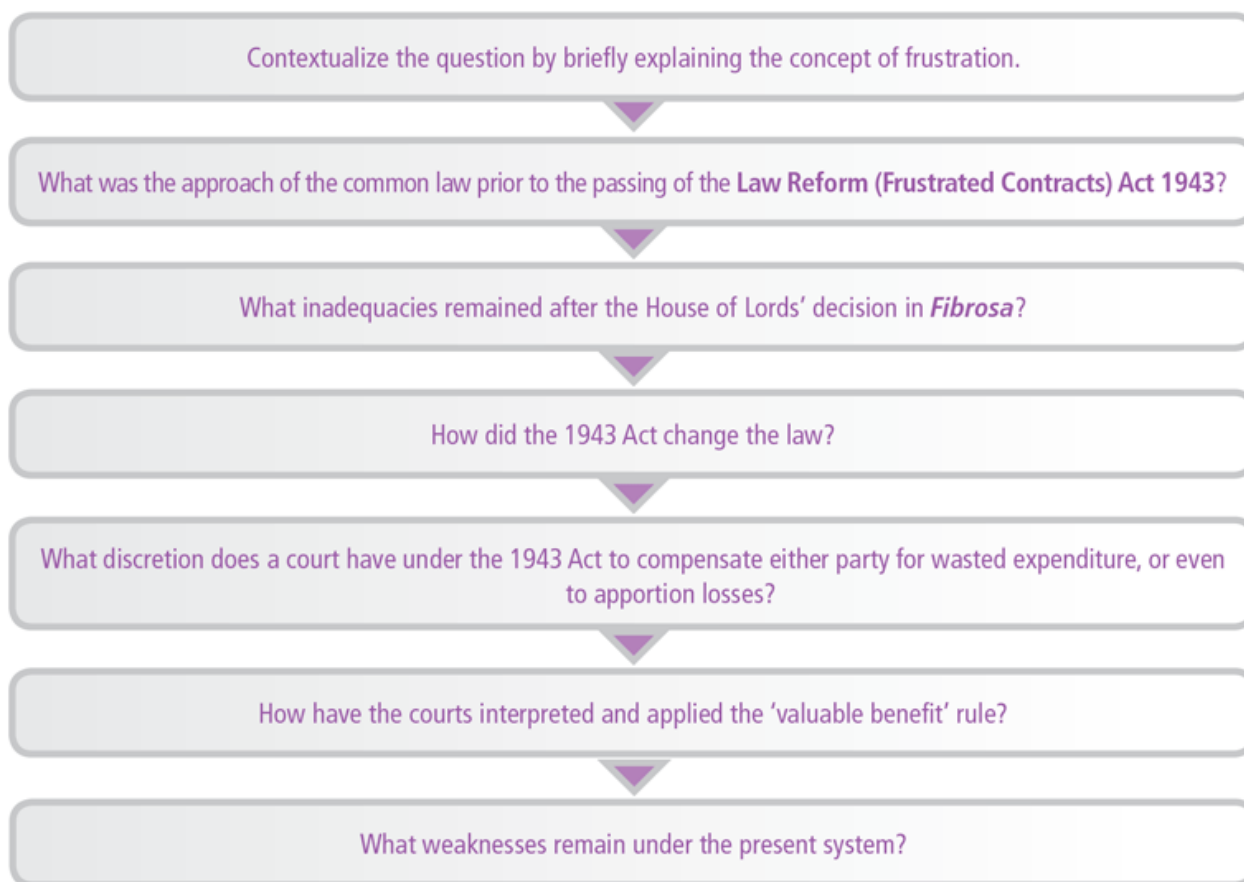 Contextualize the question by briefly explaining the concept of frustration.
What was the approach of the common law prior to the passing of the Law Reform (Frustrated Contracts) Act 1943?
What inadequacies remained after the House of Lords’ decision in Fibrosa?
How did the 1943 Act change the law?
What discretion does a court have under the 1943 Act to compensate either party for wasted expenditure, or even
to apportion losses?
How have the courts interpreted and applied the ‘valuable benefit’ rule?
What weaknesses remain under the present system?